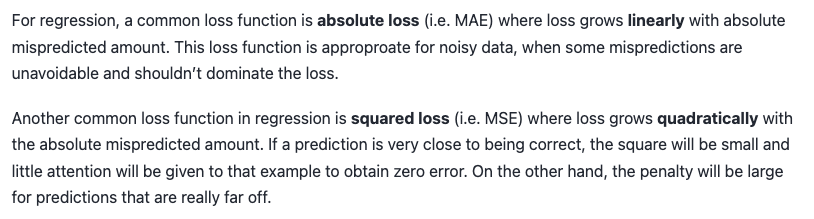 For regression, a common loss function is absolute loss (i.e. MAE) where loss grows linearly with absolute
mispredicted amount. This loss function is approproate for noisy data, when some mispredictions are
unavoidable and shouldn’t dominate the loss.
Another common loss function in regression is squared loss (i.e. MSE) where loss grows quadratically with
the absolute mispredicted amount. If a prediction is very close to being correct, the square will be small and
little attention will be given to that example to obtain zero error. On the other hand, the penalty will be large
for predictions that are really far off.